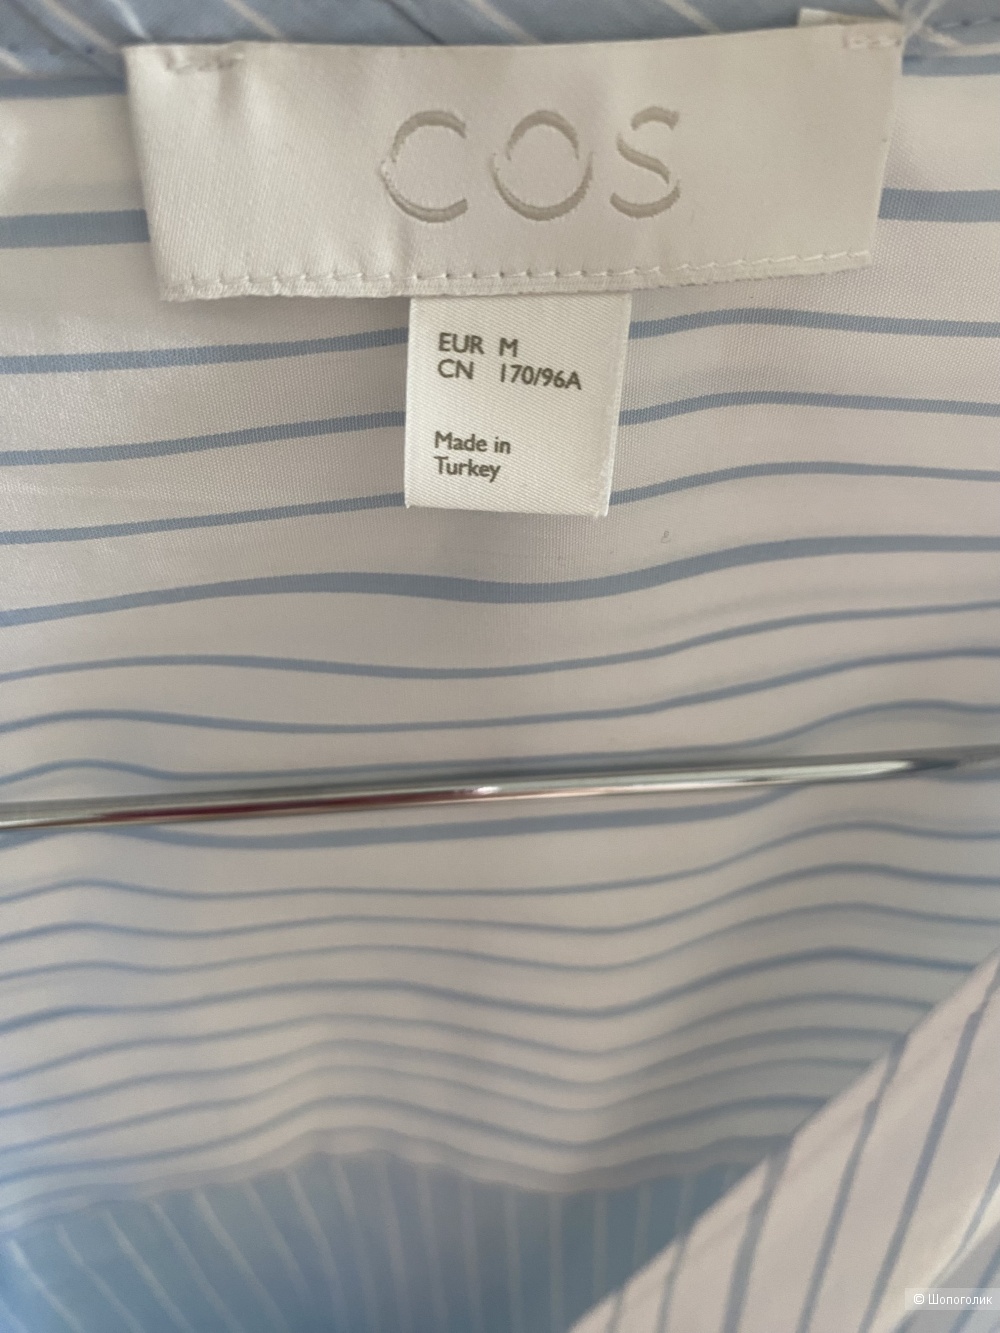 COS
EUR M
CN 170/96A
Made in
Turkey
© Шопоголик